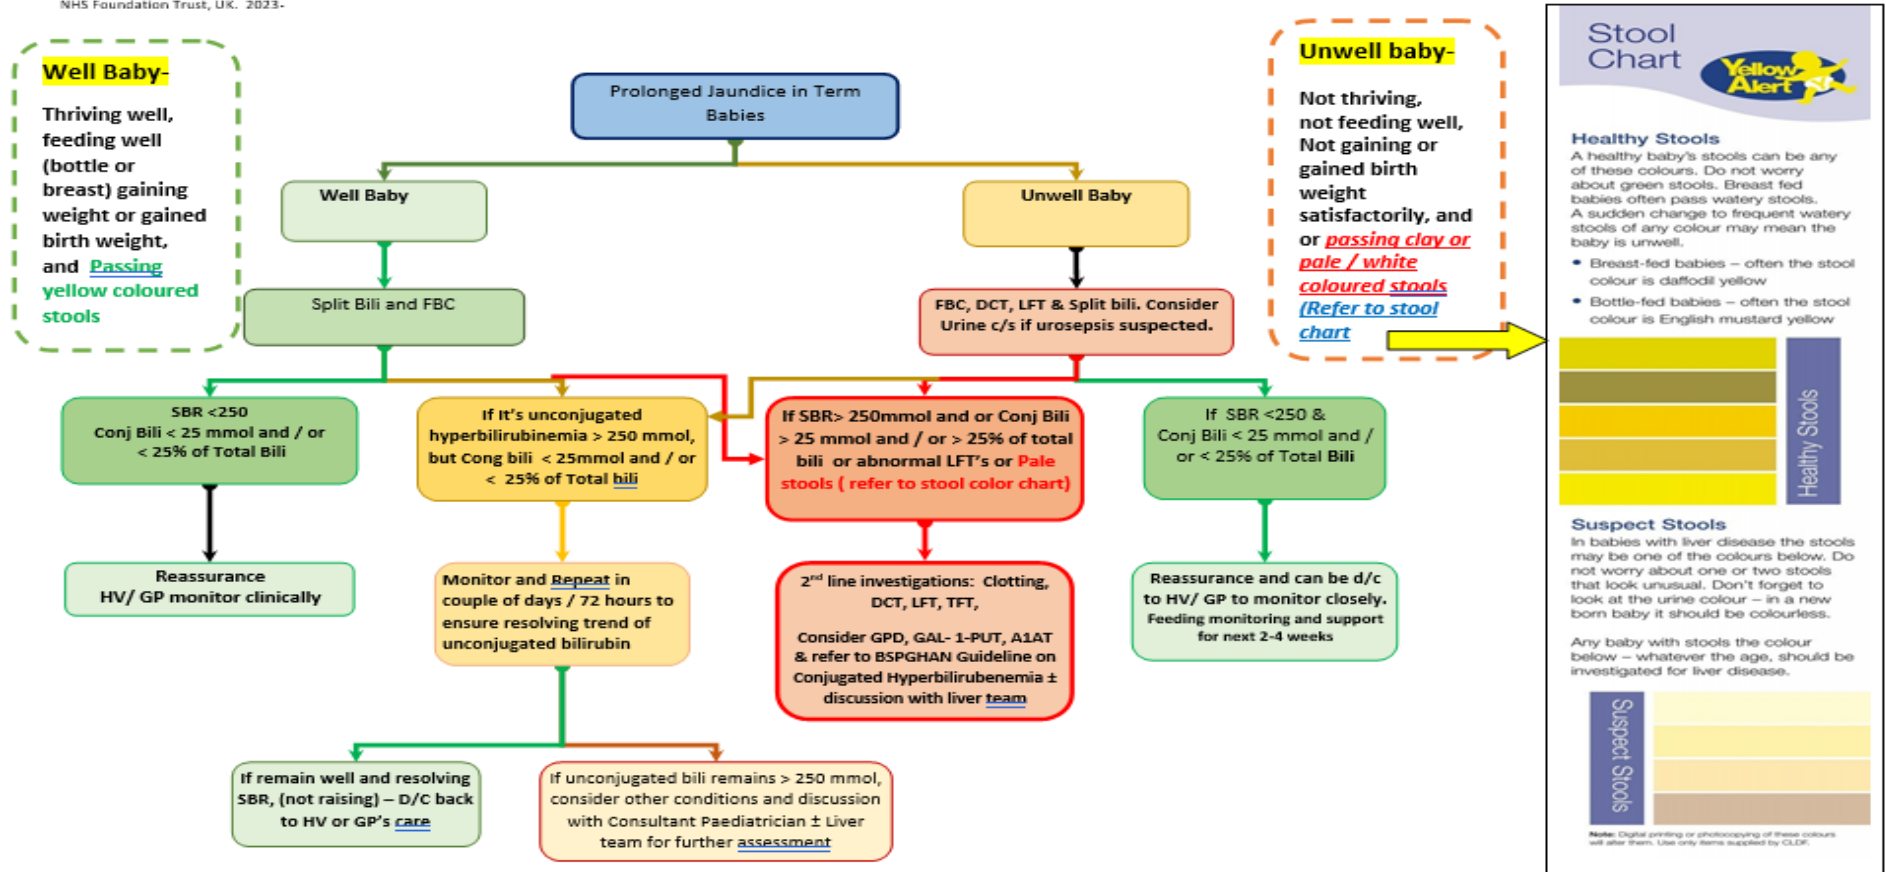 NHS Foundation Trust, UK.  2023-
Well Baby-
Thriving well,
feeding well
(bottle or
breast) gaining
weight or gained
birth weight,
and Passing
yellow coloured
stools
Prolonged Jaundice in Term
Babies
Well Baby
Unwell Baby
Split Bili and FBC
FBC, DCT, LFT & Split bili. Consider
Urine c/s if urosepsis suspected.
Unwell baby-
Not thriving,
not feeding well,
Not gaining or
gained birth
weight
satisfactorily, and
or passing clay or
pale / white
coloured stools
(Refer to stool
chart
SBR <250
Conj Bili < 25 mmol and / or
< 25% of Total Bili
If It's unconjugated
hyperbilirubinemia > 250 mmol,
but Cong bili < 25mmol and / or
< 25% of Total bili
If SBR> 250mmol and or Conj Bili
> 25 mmol and / or > 25% of total
bili or abnormal LFT's or Pale
stools ( refer to stool color chart)
If SBR <250 &
Conj Bili < 25 mmol and /
or < 25% of Total Bili
Reassurance
HV/ GP monitor clinically
Monitor and Repeat in
couple of days / 72 hours to
ensure resolving trend of
unconjugated bilirubin
2nd line investigations: Clotting,
DCT, LFT, TFT,
Consider GPD, GAL- 1-PUT, A1AT
& refer to BSPGHAN Guideline on
Conjugated Hyperbilirubenemia ±
discussion with liver team
Reassurance and can be d/c
to HV/ GP to monitor closely.
Feeding monitoring and support
for next 2-4 weeks
If remain well and resolving
SBR, (not raising) – D/C back
to HV or GP's care
If unconjugated bili remains > 250 mmol,
consider other conditions and discussion
with Consultant Paediatrician ± Liver
team for further assessment
Stool
Chart
Yellow
Alert
Healthy Stools
A healthy baby's stools can be any
of these colours. Do not worry
about green stools. Breast fed
babies often pass watery stools.
A sudden change to frequent watery
stools of any colour may mean the
baby is unwell.
• Breast-fed babies – often the stool
colour is daffodil yellow
• Bottle-fed babies – often the stool
colour is English mustard yellow
Healthy Stools
Suspect Stools
In babies with liver disease the stools
may be one of the colours below. Do
not worry about one or two stools
that look unusual. Don't forget to
look at the urine colour – in a new
born baby it should be colourless.
Any baby with stools the colour
below – whatever the age, should be
investigated for liver disease.
Suspect Stools
Note: Digital printing or photocopying of these colours
will alter them. Use only items supplied by CLDF.